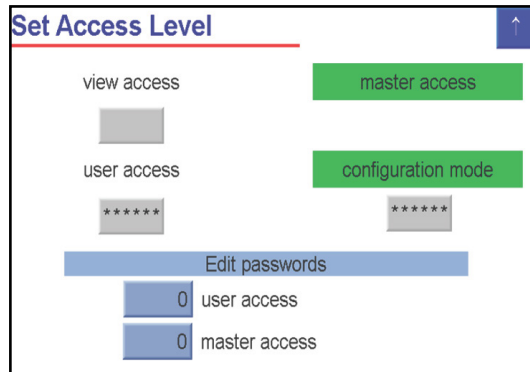 Set Access Level
↑
view access
master access
user access
configuration mode
******
******
Edit passwords
0 user access
0 master access